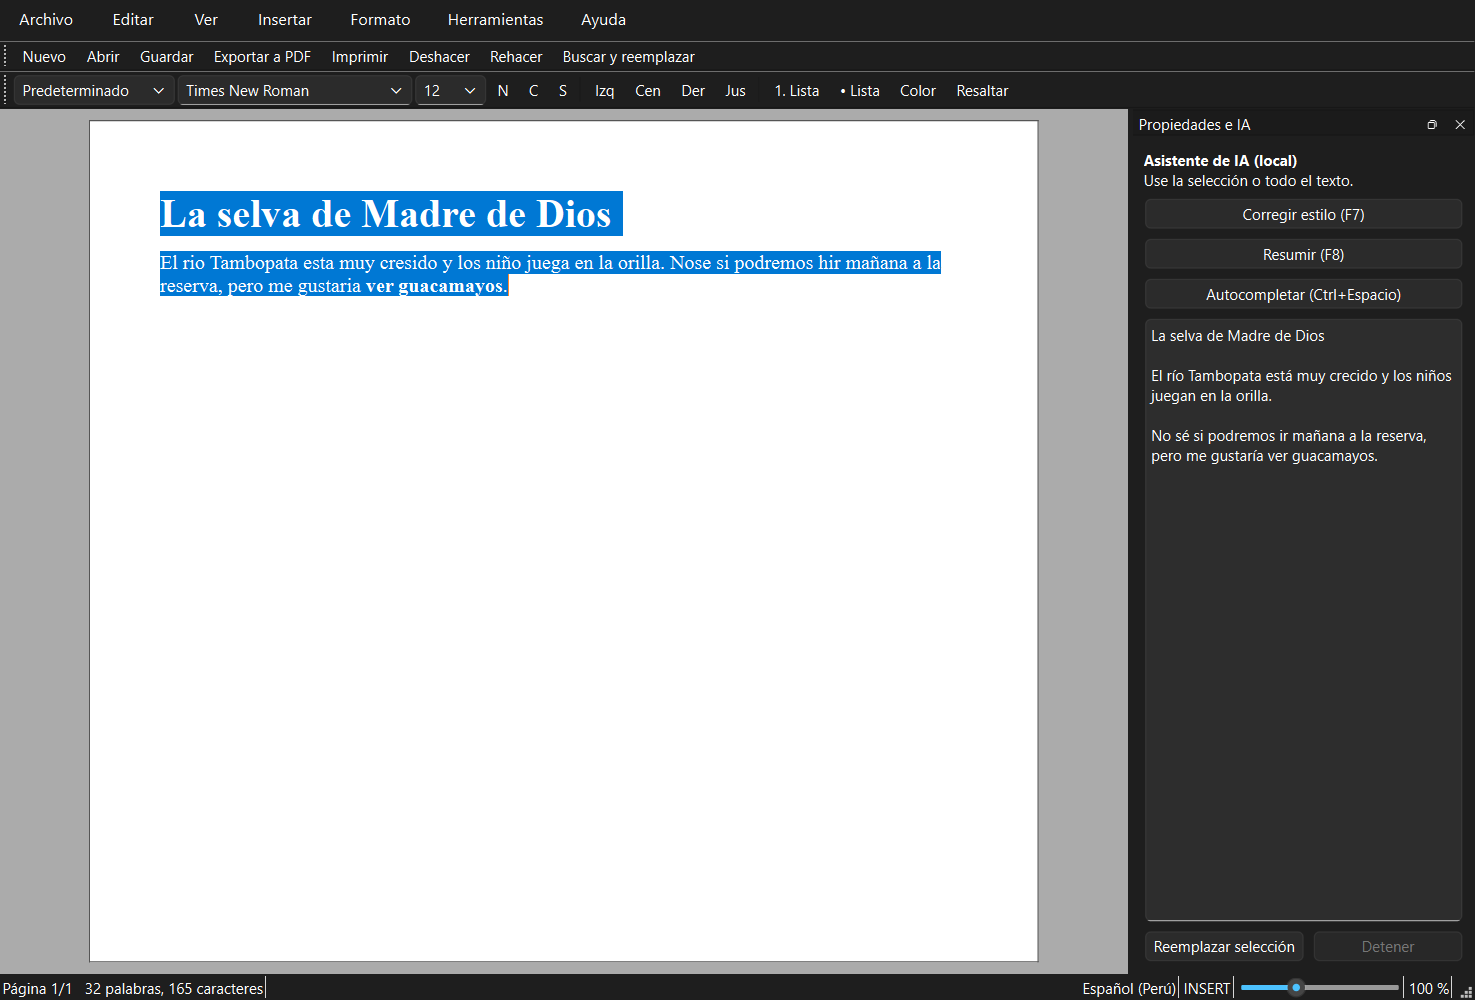 Archivo Editar Ver Insertar Formato Herramientas Ayuda
Nuevo Abrir Guardar Exportar a PDF Imprimir Deshacer Rehacer Buscar y reemplazar
Predeterminado Times New Roman 12 N C S Izq Cen Der Jus 1. Lista • Lista Color Resaltar
La selva de Madre de Dios
El rio Tambopata esta muy cresido y los niño juega en la orilla. Nose si podremos hir mañana a la
reserva, pero me gustaria ver guacamayos.
Propiedades e IA
Asistente de IA (local)
Use la selección o todo el texto.
Corregir estilo (F7)
Resumir (F8)
Autocompletar (Ctrl+Espacio)
La selva de Madre de Dios
El río Tambopata está muy crecido y los niños
juegan en la orilla.
No sé si podremos ir mañana a la reserva,
pero me gustaría ver guacamayos.
Reemplazar selección Detener
Página 1/1 32 palabras, 165 caracteres Español (Perú) INSERT 100 %